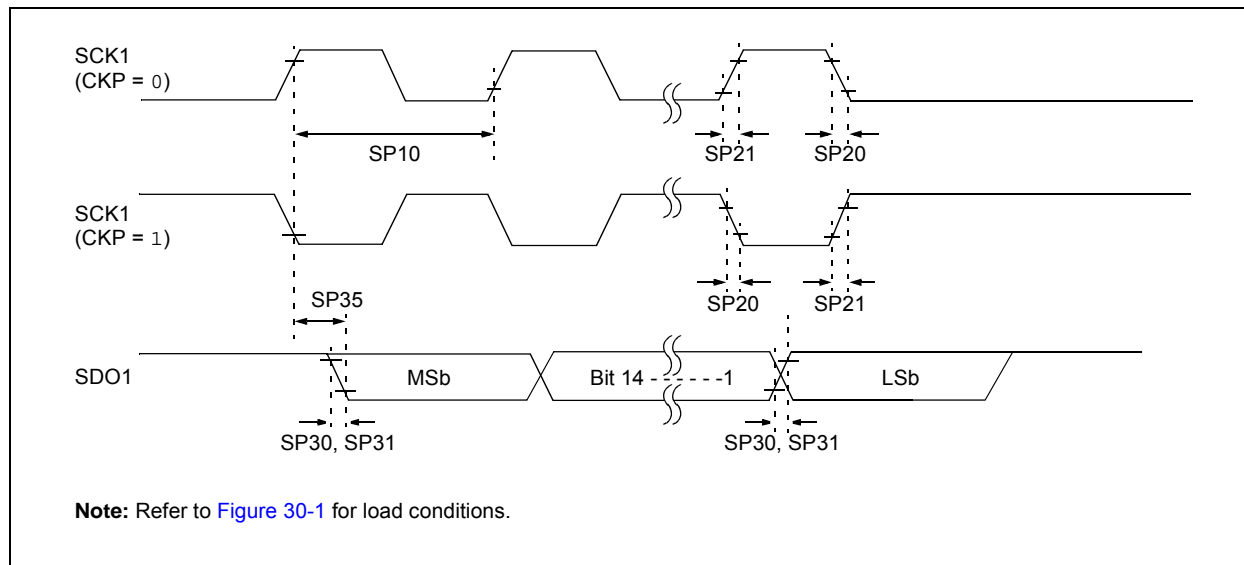 SCK1
(CKP = 0)
SP10
SP21
SP20
SCK1
(CKP = 1)
SP35
SP20
SP21
SDO1
MSb
Bit 14 - - - - - -1
LSb
SP30, SP31
SP30, SP31
Note: Refer to Figure 30-1 for load conditions.